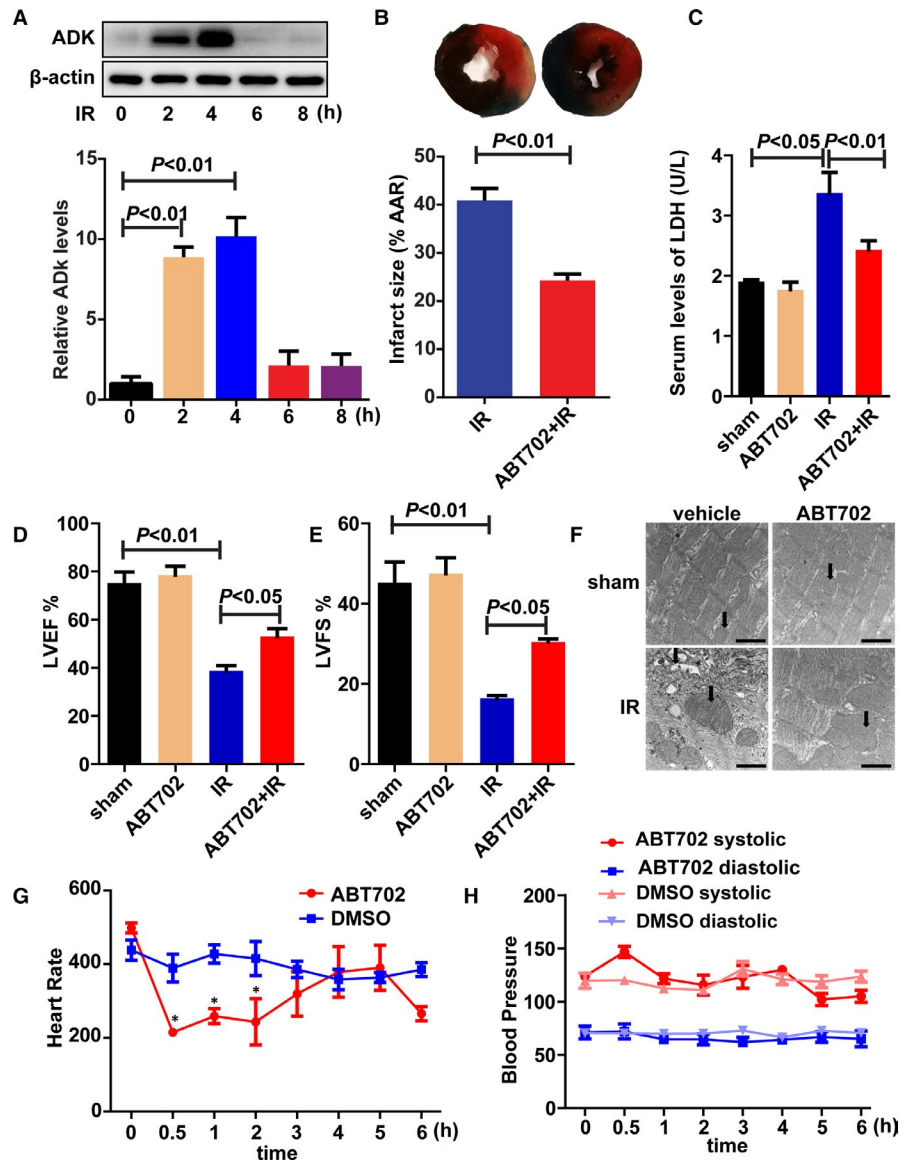 A
ADK
β-actin
IR 0 2 4 6 8 (h)
P<0.01
P<0.01
Relative ADk levels
15
10
5
0
0 2 4 6 8 (h)
B
P<0.01
Infarct size (% AAR)
50
40
30
20
10
0
IR
ABT702+IR
C
P<0.05 P<0.01
Serum levels of LDH (U/L)
4
3
2
1
0
sham
ABT702
IR
ABT702+IR
D
P<0.01
P<0.05
LVEF %
100
80
60
40
20
0
sham
ABT702
IR
ABT702+IR
E
P<0.01
P<0.05
LVFS %
60
40
20
0
sham
ABT702
IR
ABT702+IR
F
vehicle ABT702
sham
IR
G
ABT702
DMSO
Heart Rate
600
400
200
0
* * *
0 0.5 1 2 3 4 5 6 (h)
time
H
ABT702 systolic
ABT702 diastolic
DMSO systolic
DMSO diastolic
Blood Pressure
200
150
100
50
0
0 0.5 1 2 3 4 5 6 (h)
time